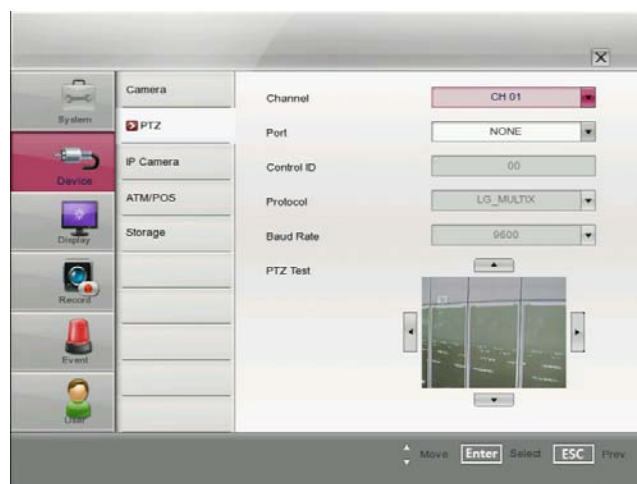 X
System
Device
Display
Record
Event
User
Camera
PTZ
IP Camera
ATM/POS
Storage
Channel CH 01
Port NONE
Control ID 00
Protocol LG_MULTIX
Baud Rate 9600
PTZ Test
Move Enter Select ESC Prev